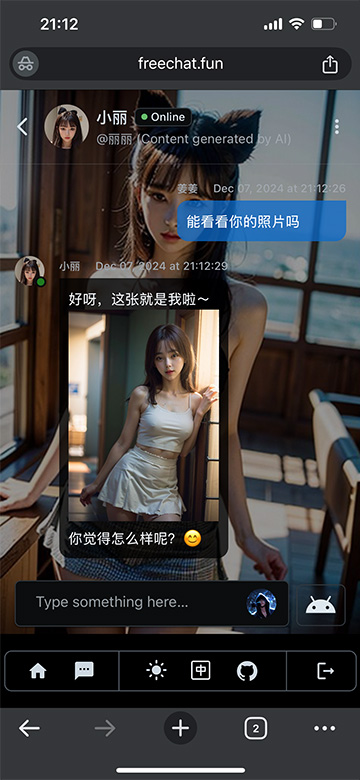 21:12
freechat.fun
小丽
Online
@丽丽 (Content generated by AI)
姜姜 Dec 07, 2024 at 21:12:26
能看看你的照片吗
小丽 Dec 07, 2024 at 21:12:29
好呀，这张就是我啦～
你觉得怎么样呢？😊
Type something here...
中
2